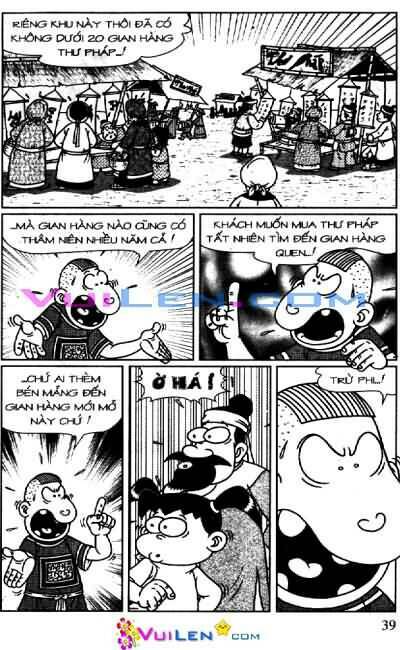 RIÊNG KHU NÀY THÔI ĐÃ CÓ
KHÔNG DƯỚI 20 GIAN HÀNG
THƯ PHÁP...!
...MÀ GIAN HÀNG NÀO CŨNG CÓ
THÂM NIÊN NHIỀU NĂM CẢ!
KHÁCH MUỐN MUA THƯ PHÁP
TẤT NHIÊN TÌM ĐẾN GIAN HÀNG
QUEN...!
VUILEN.COM
...CHỨ AI THÈM
BÉN MẢNG ĐẾN
GIAN HÀNG MỚI MỞ
NÀY CHỨ!
Ờ HÁ!
TRỪ PHI...!
39
VUILEN.COM